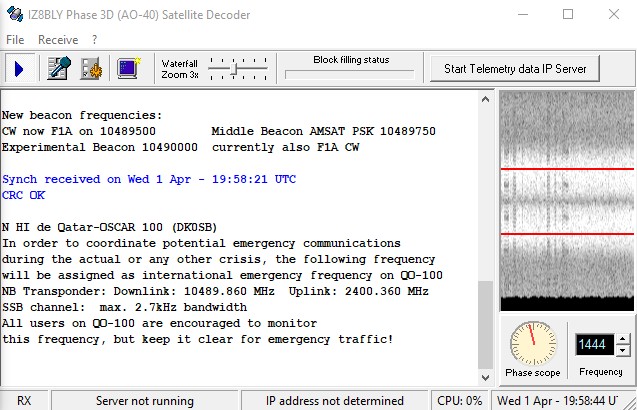 IZ8BLY Phase 3D (AO-40) Satellite Decoder
File Receive ?
Waterfall
Zoom 3x
Block filling status
Start Telemetry data IP Server
New beacon frequencies:
CW now F1A on 10489500 Middle Beacon AMSAT PSK 10489750
Experimental Beacon 10490000 currently also F1A CW
Synch received on Wed 1 Apr - 19:58:21 UTC
CRC OK
N HI de Qatar-OSCAR 100 (DK0SB)
In order to coordinate potential emergency communications
during the actual or any other crisis, the following frequency
will be assigned as international emergency frequency on QO-100
NB Transponder: Downlink: 10489.860 MHz Uplink: 2400.360 MHz
SSB channel: max. 2.7kHz bandwidth
All users on QO-100 are encouraged to monitor
this frequency, but keep it clear for emergency traffic!
1444
Phase scope Frequency
RX Server not running IP address not determined CPU: 0% Wed 1 Apr - 19:58:44